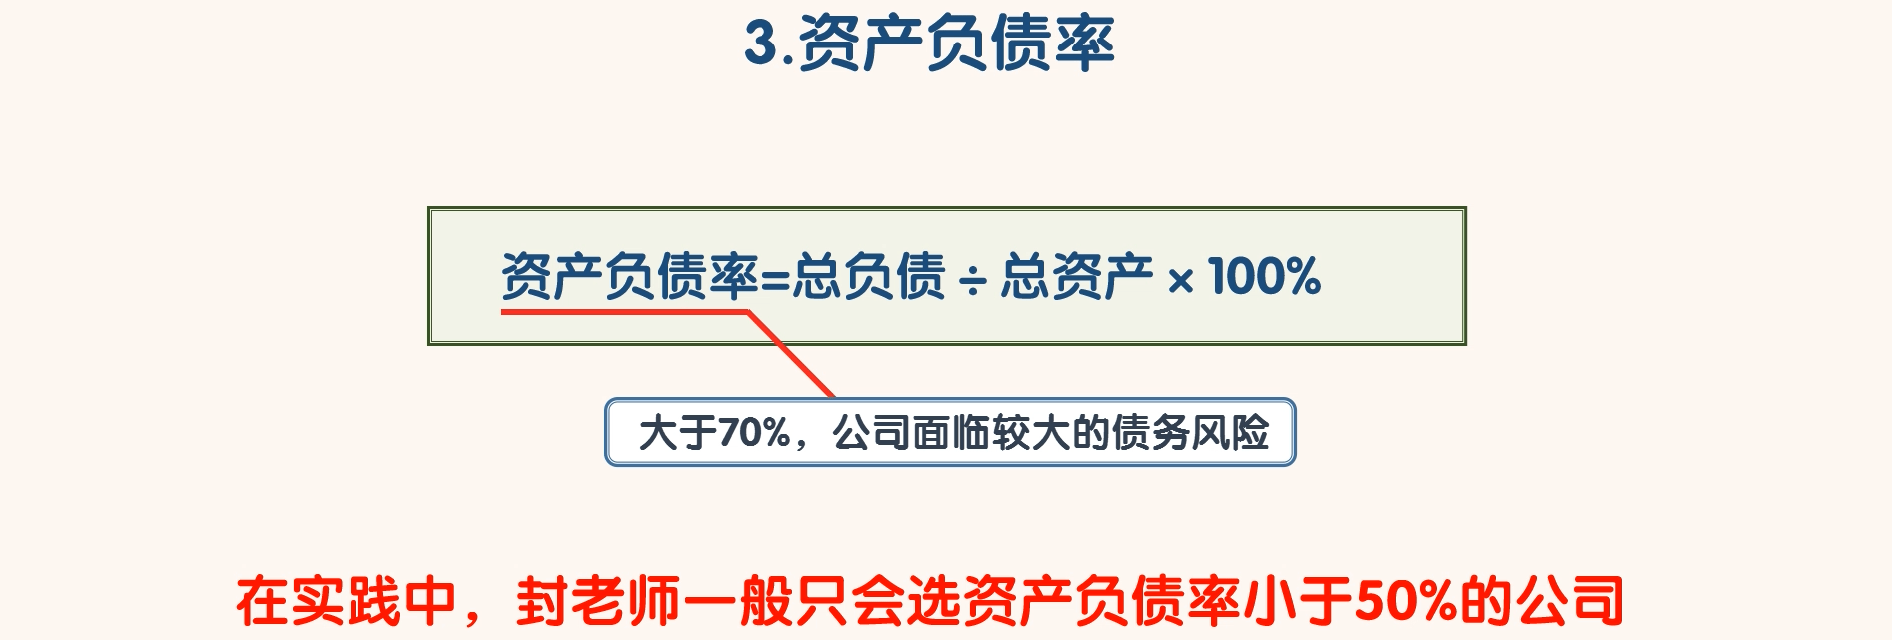 3.资产负债率
资产负债率=总负债 ÷ 总资产 × 100%
大于70%，公司面临较大的债务风险
在实践中，封老师一般只会选资产负债率小于50%的公司